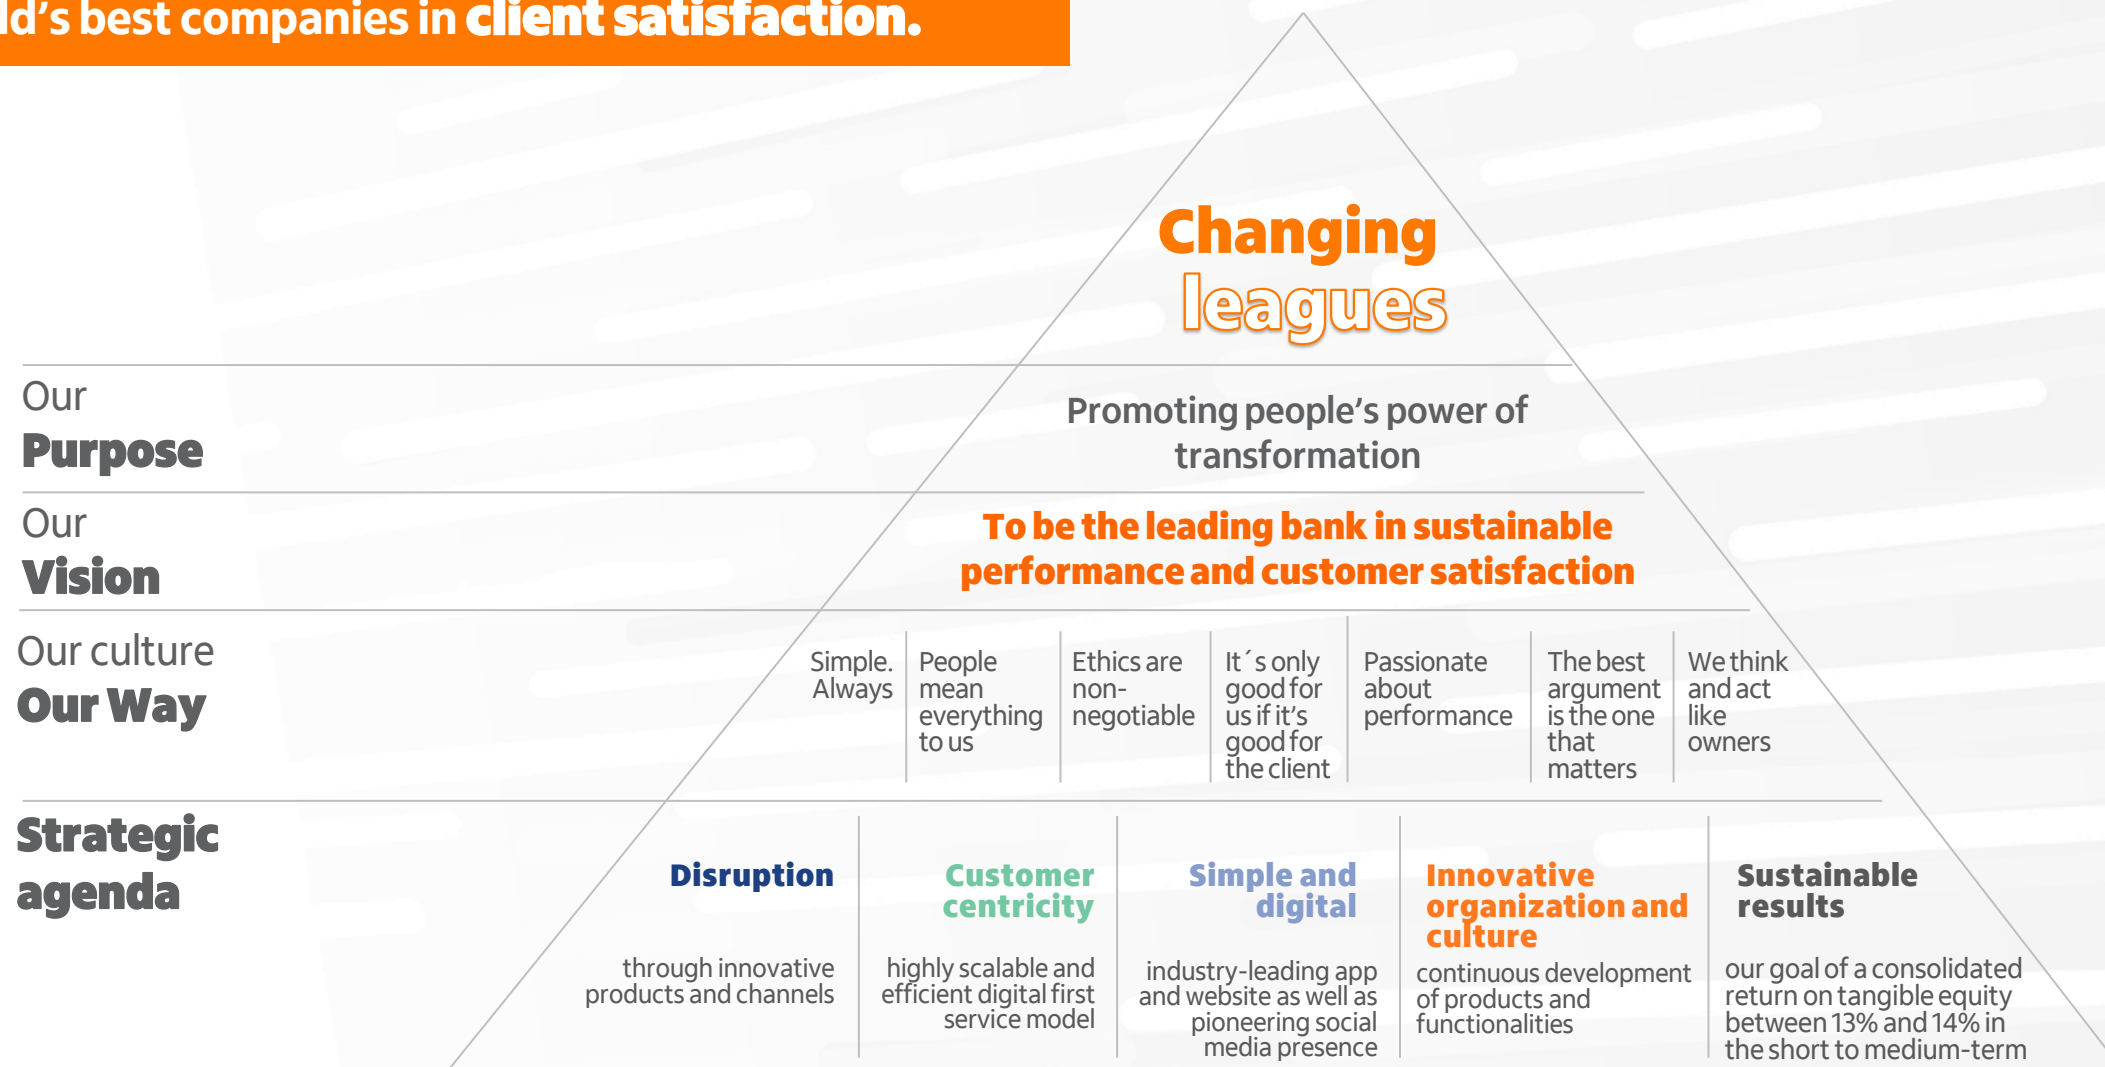 ld's best companies in client satisfaction.
Changing
leagues
Our
Purpose
Promoting people's power of
transformation
Our
Vision
To be the leading bank in sustainable
performance and customer satisfaction
Our culture
Our Way
Simple.
Always
People
mean
everything
to us
Ethics are
non-
negotiable
It´s only
good for
us if it's
good for
the client
Passionate
about
performance
The best
argument
is the one
that
matters
We think
and act
like
owners
Strategic
agenda
Disruption
through innovative
products and channels
Customer
centricity
highly scalable and
efficient digital first
service model
Simple and
digital
industry-leading app
and website as well as
pioneering social
media presence
Innovative
organization and
culture
continuous development
of products and
functionalities
Sustainable
results
our goal of a consolidated
return on tangible equity
between 13% and 14% in
the short to medium-term